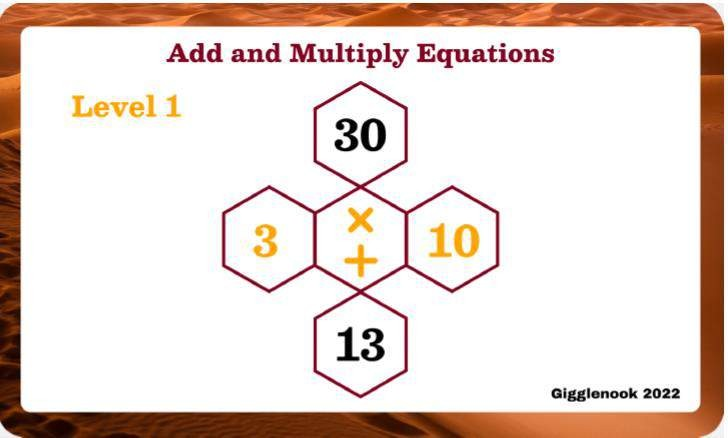 Add and Multiply Equations
Level 1
30
3 × 10
+
13
Gigglenook 2022